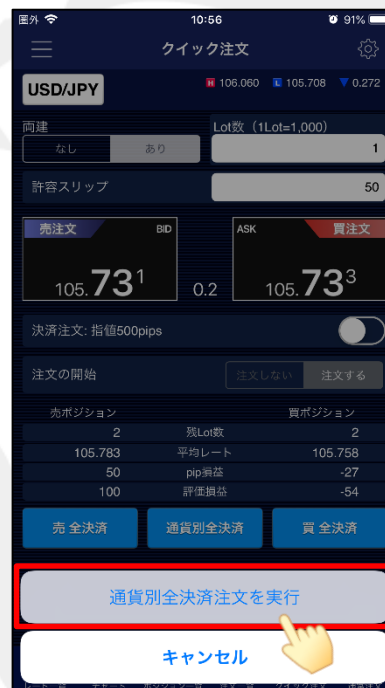 圏外 10:56 91%
クイック注文
USD/JPY H 106.060 L 105.708 ▼ 0.272
両建 Lot数（1Lot=1,000）
なし あり 1
許容スリップ 50
売注文 BID ASK 買注文
105.731 0.2 105.733
決済注文: 指値500pips
注文の開始 注文しない 注文する
売ポジション 買ポジション
2 残Lot数 2
105.783 平均レート 105.758
50 pip損益 -27
100 評価損益 -54
売 全決済 通貨別全決済 買 全決済
通貨別全決済注文を実行
キャンセル